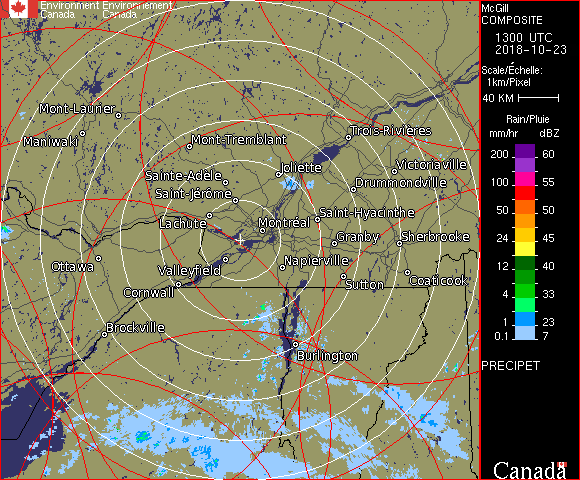 Environment Environnement
Canada Canada
McGill
COMPOSITE
1300 UTC
2018-10-23
Scale/Échelle:
1km/Pixel
40 KM
Rain/Pluie
mm/hr dBZ
200 60
100 55
50 50
24 45
12 40
4 33
1 23
0.1 7
PRECIPET
Canada
Mont-Laurier
Maniwaki
Mont-Tremblant
Trois-Rivières
Sainte-Adèle
Joliette
Victoriaville
Saint-Jérôme
Drummondville
Lachute
Montréal
Saint-Hyacinthe
Granby
Sherbrooke
Ottawa
Valleyfield
Napierville
Cornwall
Sutton
Coaticook
Brockville
Burlington